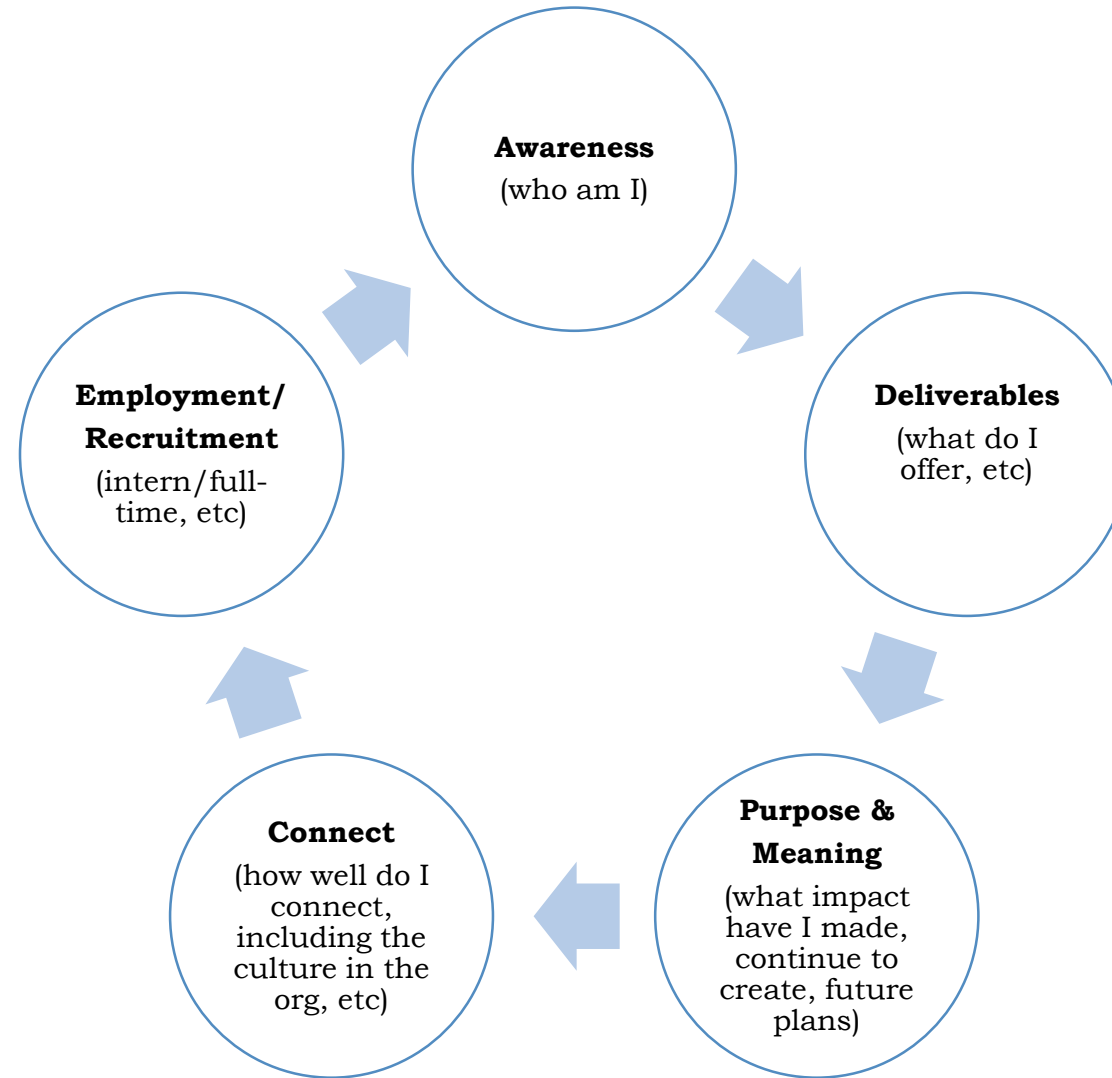 Awareness
(who am I)
Deliverables
(what do I
offer, etc)
Purpose &
Meaning
(what impact
have I made,
continue to
create, future
plans)
Connect
(how well do I
connect,
including the
culture in the
org, etc)
Employment/
Recruitment
(intern/full-
time, etc)